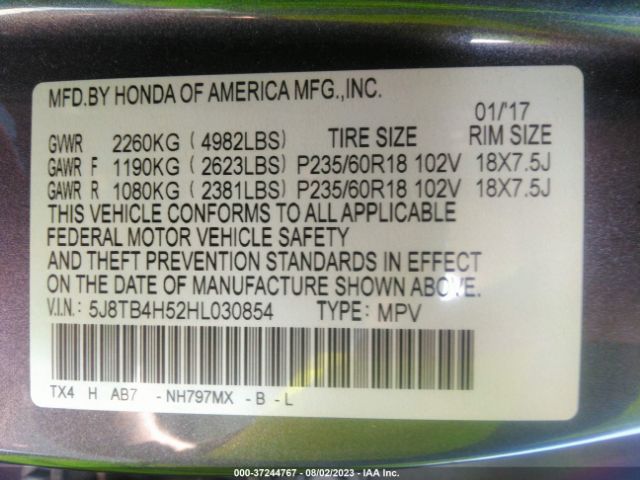 MFD.BY HONDA OF AMERICA MFG.,INC.
01/'17
GVWR 2260KG ( 4982LBS) TIRE SIZE RIM SIZE
GAWR F 1190KG ( 2623LBS) P235/60R18 102V 18X7.5J
GAWR R 1080KG ( 2381LBS) P235/60R18 102V 18X7.5J
THIS VEHICLE CONFORMS TO ALL APPLICABLE
FEDERAL MOTOR VEHICLE SAFETY
AND THEFT PREVENTION STANDARDS IN EFFECT
ON THE DATE OF MANUFACTURE SHOWN ABOVE.
V.I.N.: 5J8TB4H52HL030854 TYPE: MPV
TX4 H AB7 -NH797MX -B -L
000-37244767 - 08/02/2023 - IAA Inc.